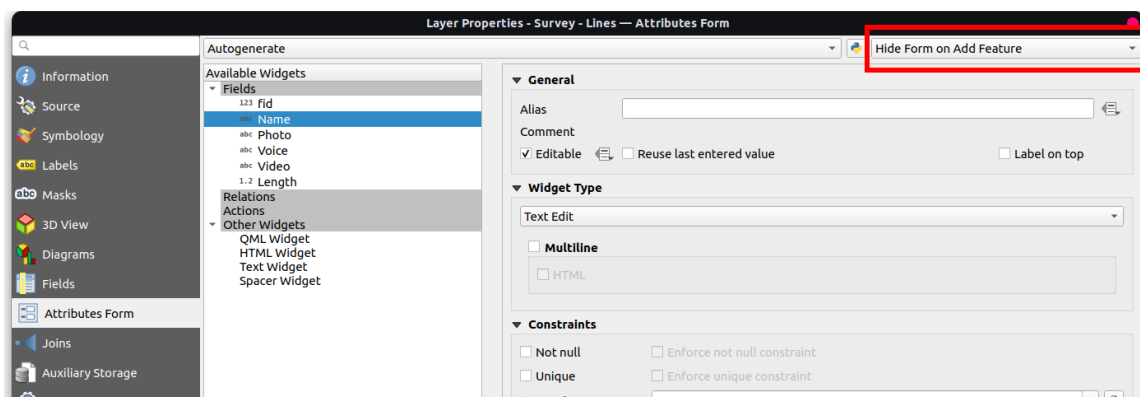 Layer Properties - Survey - Lines — Attributes Form
Autogenerate
Hide Form on Add Feature
Information
Source
Symbology
abc Labels
abc Masks
3D View
Diagrams
Fields
Attributes Form
Joins
Auxiliary Storage
Available Widgets
Fields
123 fid
abc Name
abc Photo
abc Voice
abc Video
1.2 Length
Relations
Actions
Other Widgets
QML Widget
HTML Widget
Text Widget
Spacer Widget
General
Alias
Comment
Editable Reuse last entered value Label on top
Widget Type
Text Edit
Multiline
HTML
Constraints
Not null Enforce not null constraint
Unique Enforce unique constraint